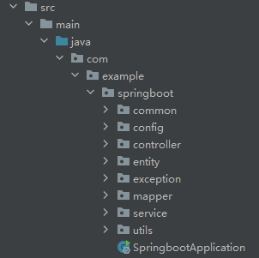 src
main
java
com
example
springboot
common
config
controller
entity
exception
mapper
service
utils
SpringbootApplication